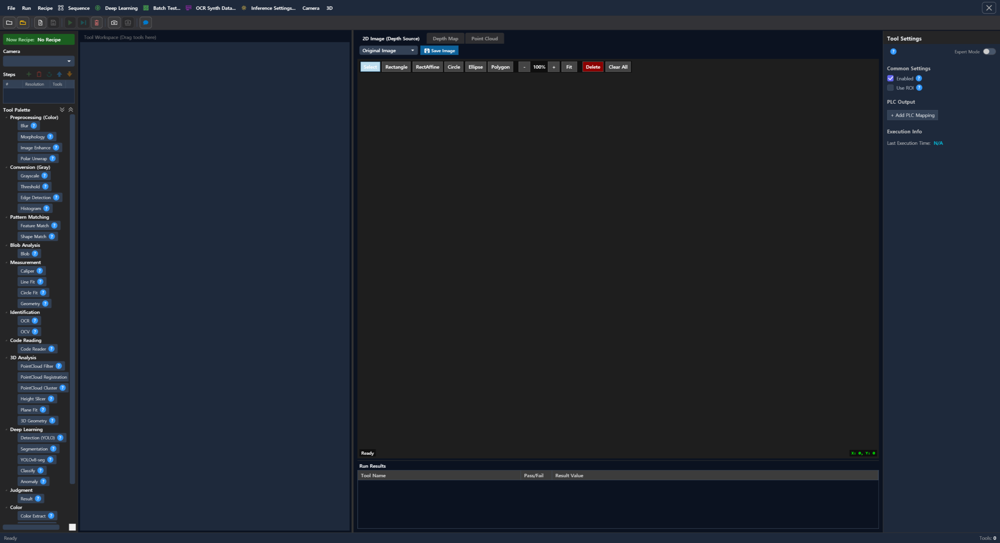 File Run Recipe Sequence Deep Learning Batch Test... OCR Synth Data... Inference Settings... Camera 3D
Now Recipe: No Recipe
Camera
Steps
# Resolution Tools
Tool Palette
Preprocessing (Color)
Blur ?
Morphology ?
Image Enhance ?
Polar Unwrap ?
Conversion (Gray)
Grayscale ?
Threshold ?
Edge Detection ?
Histogram ?
Pattern Matching
Feature Match ?
Shape Match ?
Blob Analysis
Blob ?
Measurement
Caliper ?
Line Fit ?
Circle Fit ?
Geometry ?
Identification
OCR ?
OCV ?
Code Reading
Code Reader ?
3D Analysis
PointCloud Filter ?
PointCloud Registration
PointCloud Cluster ?
Height Slicer ?
Plane Fit ?
3D Geometry ?
Deep Learning
Detection (YOLO) ?
Segmentation ?
YOLOv8-seg ?
Classify ?
Anomaly ?
Judgment
Result ?
Color
Color Extract ?
Tool Workspace (Drag tools here)
2D Image (Depth Source) Depth Map Point Cloud
Original Image Save Image
Select Rectangle RectAffine Circle Ellipse Polygon - 100% + Fit Delete Clear All
Ready X: 0, Y: 0
Run Results
Tool Name Pass/Fail Result Value
Tool Settings
? Expert Mode
Common Settings
Enabled ?
Use ROI ?
PLC Output
+ Add PLC Mapping
Execution Info
Last Execution Time: N/A
Ready Tools: 0